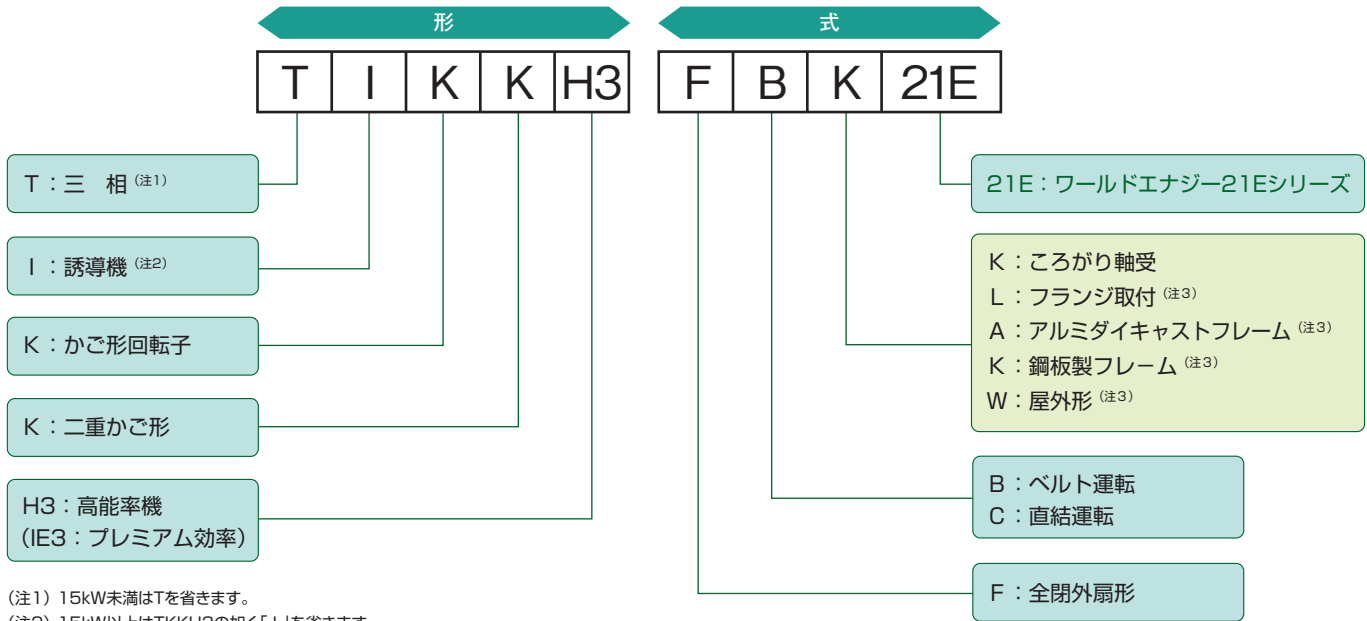 形
式
T I K K H3
F B K 21E
T：三　相(注1)
I：誘導機(注2)
K：かご形回転子
K：二重かご形
H3：高能率機
（IE3：プレミアム効率）
21E：ワールドエナジー21Eシリーズ
K：ころがり軸受
L：フランジ取付(注3)
A：アルミダイキャストフレーム(注3)
K：鋼板製フレーム(注3)
W：屋外形(注3)
B：ベルト運転
C：直結運転
F：全閉外扇形
（注1）15kW未満はTを省きます。